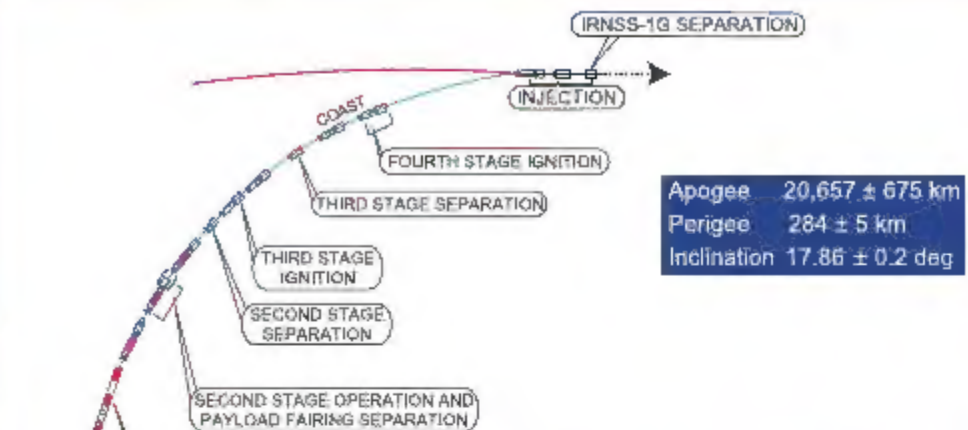 IRNSS-1G SEPARATION
INJECTION
COAST
FOURTH STAGE IGNITION
THIRD STAGE SEPARATION
Apogee 20,657 ± 675 km
Perigee 284 ± 5 km
Inclination 17.86 ± 0.2 deg
THIRD STAGE
IGNITION
SECOND STAGE
SEPARATION
SECOND STAGE OPERATION AND
PAYLOAD FAIRING SEPARATION